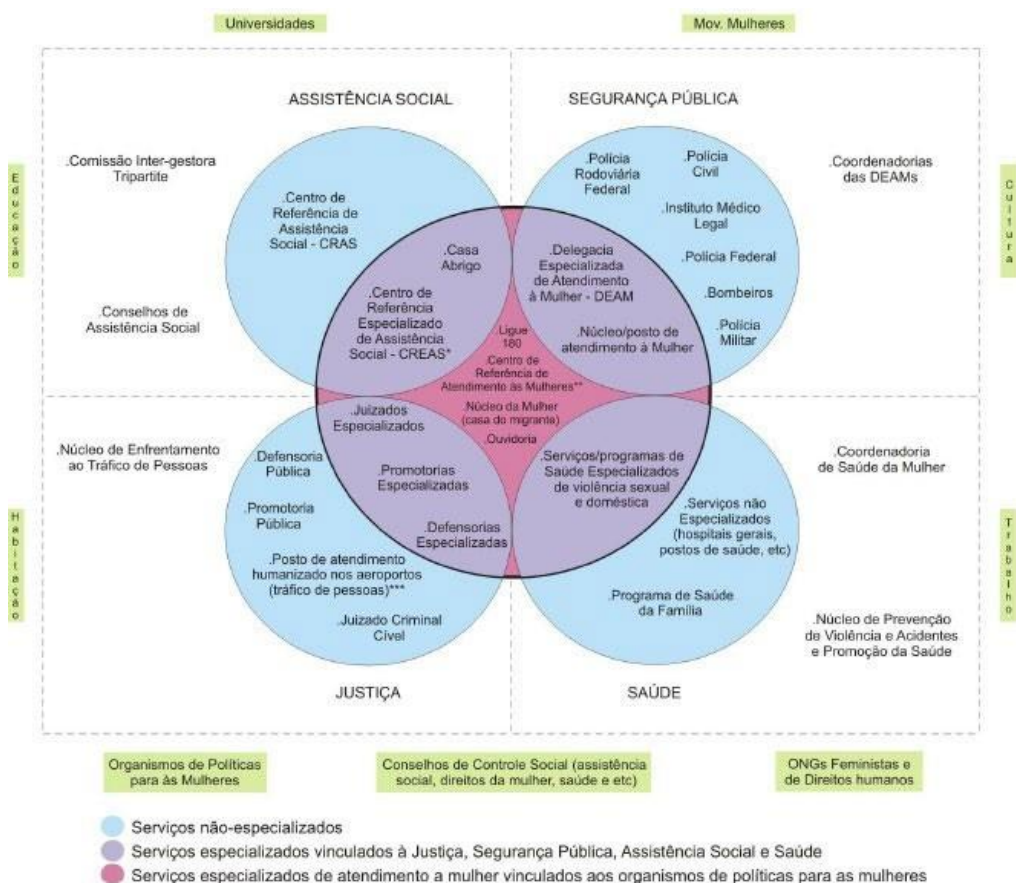 Universidades
Mov. Mulheres
ASSISTÊNCIA SOCIAL
SEGURANÇA PÚBLICA
Educação
.Comissão Inter-gestora
Tripartite
.Conselhos de
Assistência Social
.Centro de
Referência de
Assistência
Social - CRAS
.Casa
Abrigo
.Centro de
Referência
Especializado
de Assistência
Social - CREAS*
.Polícia
Rodoviária
Federal
.Polícia
Civil
.Instituto Médico
Legal
.Polícia Federal
.Bombeiros
.Polícia
Militar
.Delegacia
Especializada
de Atendimento
à Mulher - DEAM
.Núcleo/posto de
atendimento à Mulher
.Coordenadorias
das DEAMs
Cultura
.Ligue
180
.Centro de
Referência de
Atendimento às Mulheres**
.Núcleo da Mulher
(casa do migrante)
.Ouvidoria
Habitação
.Núcleo de Enfrentamento
ao Tráfico de Pessoas
.Juizados
Especializados
.Promotorias
Especializadas
.Defensorias
Especializadas
.Defensoria
Pública
.Promotoria
Pública
.Posto de atendimento
humanizado nos aeroportos
(tráfico de pessoas)***
.Juizado Criminal
Cível
.Serviços/programas de
Saúde Especializados
de violência sexual
e doméstica
.Serviços não
Especializados
(hospitais gerais,
postos de saúde, etc)
.Programa de Saúde
da Família
.Coordenadoria
de Saúde da Mulher
.Núcleo de Prevenção
de Violência e Acidentes
e Promoção da Saúde
Trabalho
JUSTIÇA
SAÚDE
Organismos de Políticas
para às Mulheres
Conselhos de Controle Social (assistência
social, direitos da mulher, saúde e etc)
ONGs Feministas e
de Direitos humanos
Serviços não-especializados
Serviços especializados vinculados à Justiça, Segurança Pública, Assistência Social e Saúde
Serviços especializados de atendimento a mulher vinculados aos organismos de políticas para as mulheres